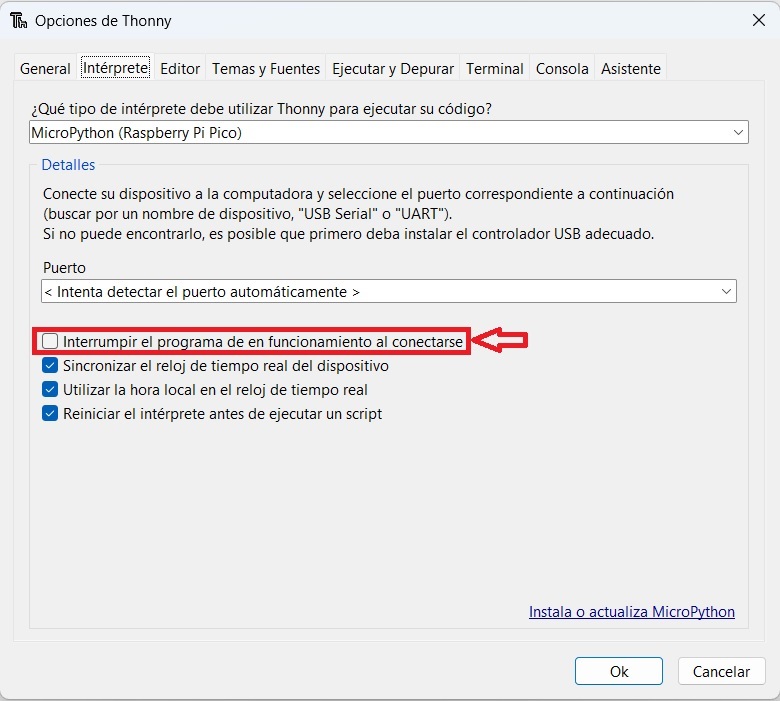 Opciones de Thonny
General Intérprete Editor Temas y Fuentes Ejecutar y Depurar Terminal Consola Asistente
¿Qué tipo de intérprete debe utilizar Thonny para ejecutar su código?
MicroPython (Raspberry Pi Pico)
Detalles
Conecte su dispositivo a la computadora y seleccione el puerto correspondiente a continuación
(buscar por un nombre de dispositivo, "USB Serial" o "UART").
Si no puede encontrarlo, es posible que primero deba instalar el controlador USB adecuado.
Puerto
< Intenta detectar el puerto automáticamente >
Interrumpir el programa de en funcionamiento al conectarse
Sincronizar el reloj de tiempo real del dispositivo
Utilizar la hora local en el reloj de tiempo real
Reiniciar el intérprete antes de ejecutar un script
Instala o actualiza MicroPython
Ok Cancelar